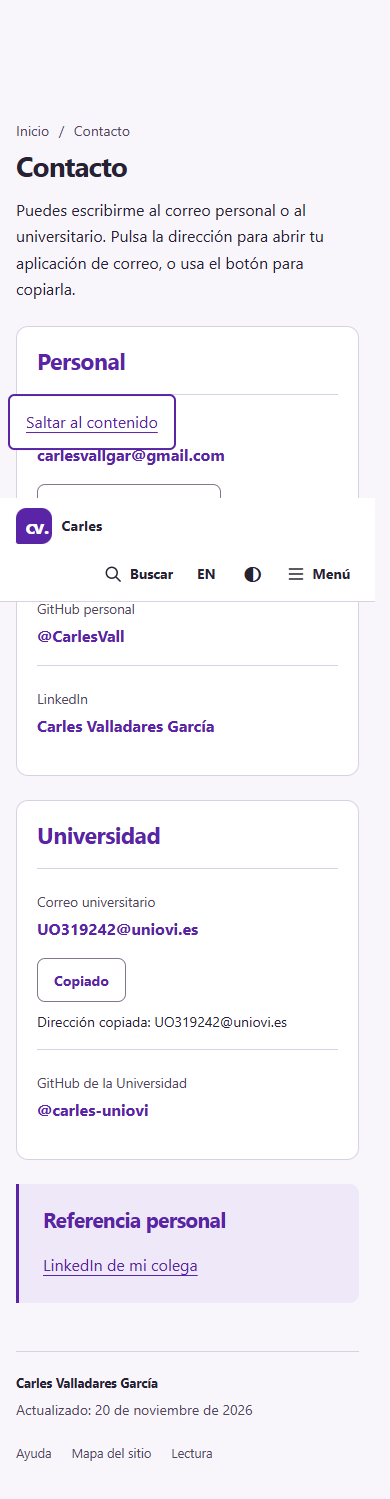 Inicio / Contacto
Contacto
Puedes escribirme al correo personal o al
universitario. Pulsa la dirección para abrir tu
aplicación de correo, o usa el botón para
copiarla.
Personal
Saltar al contenido
carlesvallgar@gmail.com
cv. Carles
Buscar EN Menú
GitHub personal
@CarlesVall
LinkedIn
Carles Valladares García
Universidad
Correo universitario
UO319242@uniovi.es
Copiado
Dirección copiada: UO319242@uniovi.es
GitHub de la Universidad
@carles-uniovi
Referencia personal
LinkedIn de mi colega
Carles Valladares García
Actualizado: 20 de noviembre de 2026
Ayuda Mapa del sitio Lectura